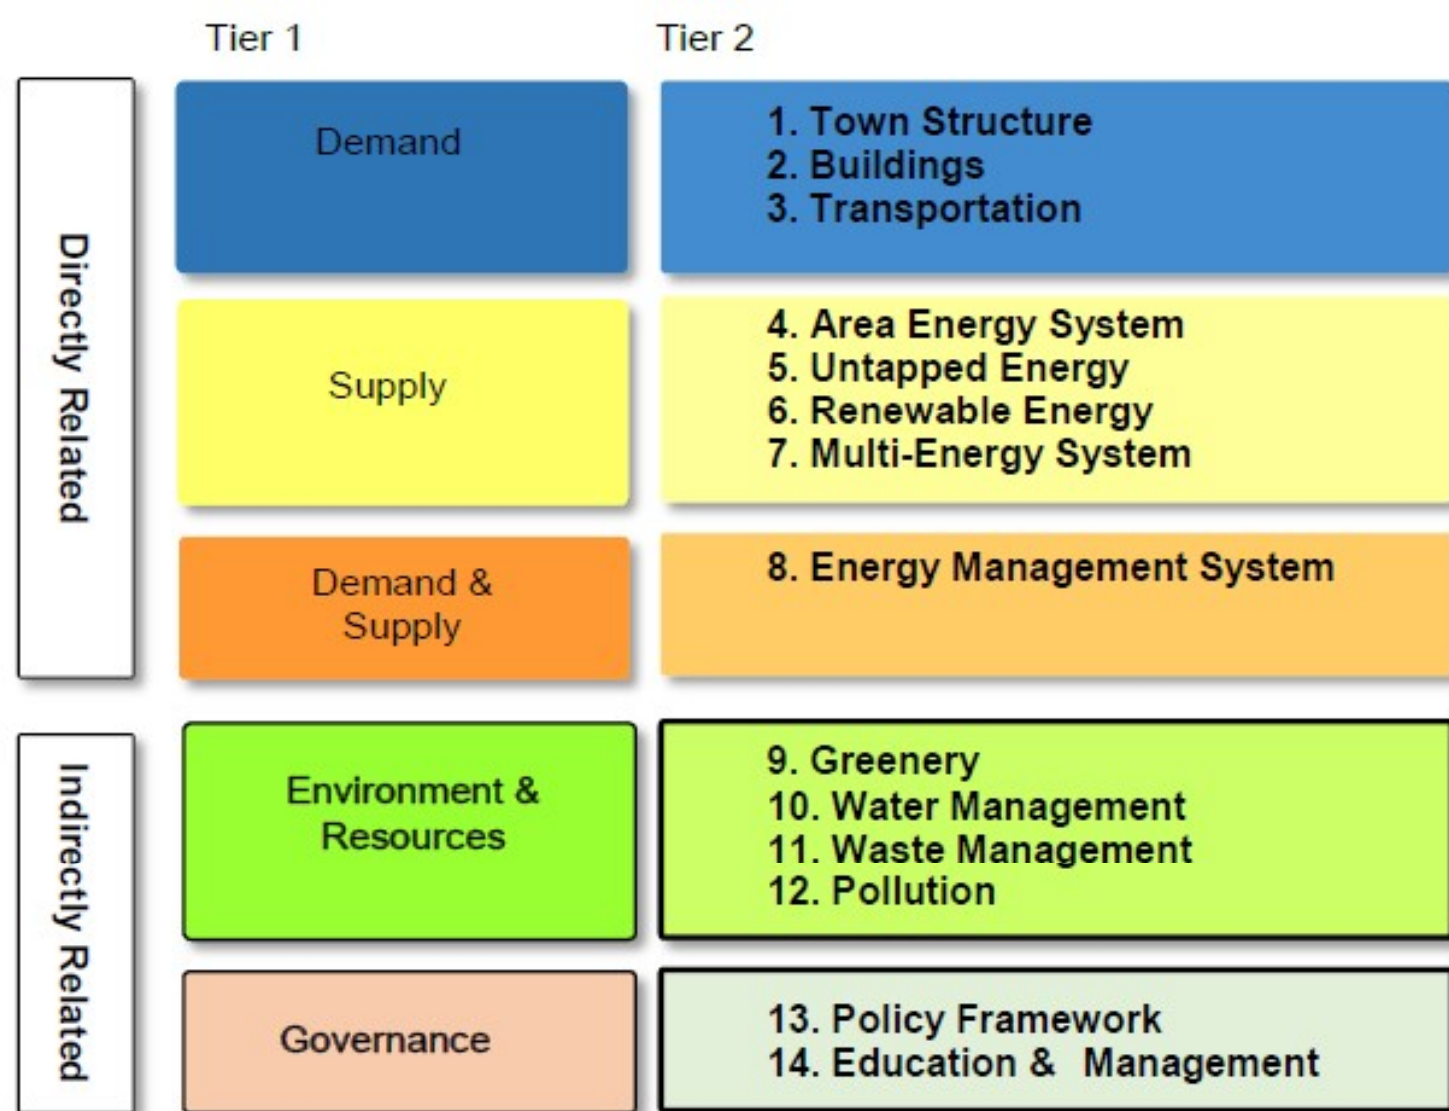 Tier 1
Tier 2
Directly Related
Demand
1. Town Structure
2. Buildings
3. Transportation
Supply
4. Area Energy System
5. Untapped Energy
6. Renewable Energy
7. Multi-Energy System
Demand &
Supply
8. Energy Management System
Indirectly Related
Environment &
Resources
9. Greenery
10. Water Management
11. Waste Management
12. Pollution
Governance
13. Policy Framework
14. Education & Management